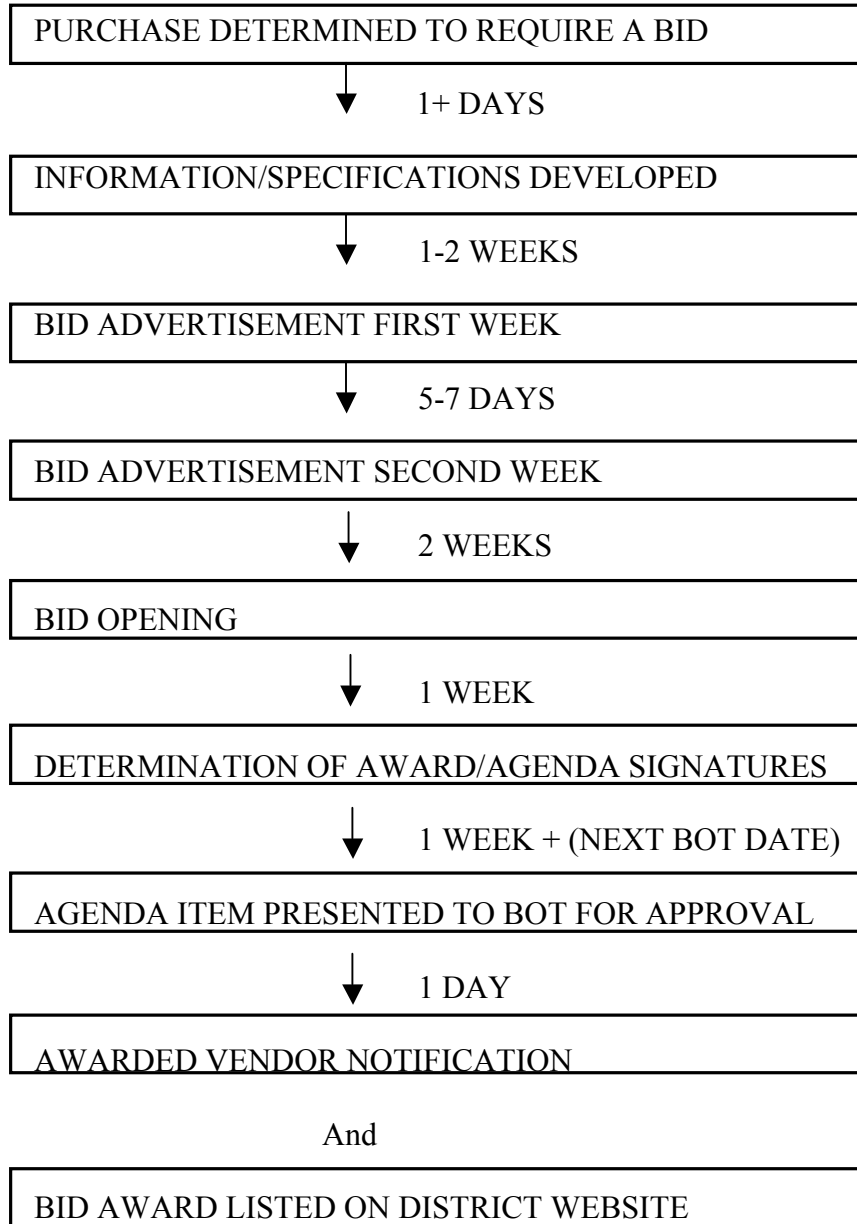 PURCHASE DETERMINED TO REQUIRE A BID
1+ DAYS
INFORMATION/SPECIFICATIONS DEVELOPED
1-2 WEEKS
BID ADVERTISEMENT FIRST WEEK
5-7 DAYS
BID ADVERTISEMENT SECOND WEEK
2 WEEKS
BID OPENING
1 WEEK
DETERMINATION OF AWARD/AGENDA SIGNATURES
1 WEEK + (NEXT BOT DATE)
AGENDA ITEM PRESENTED TO BOT FOR APPROVAL
1 DAY
AWARDED VENDOR NOTIFICATION
And
BID AWARD LISTED ON DISTRICT WEBSITE